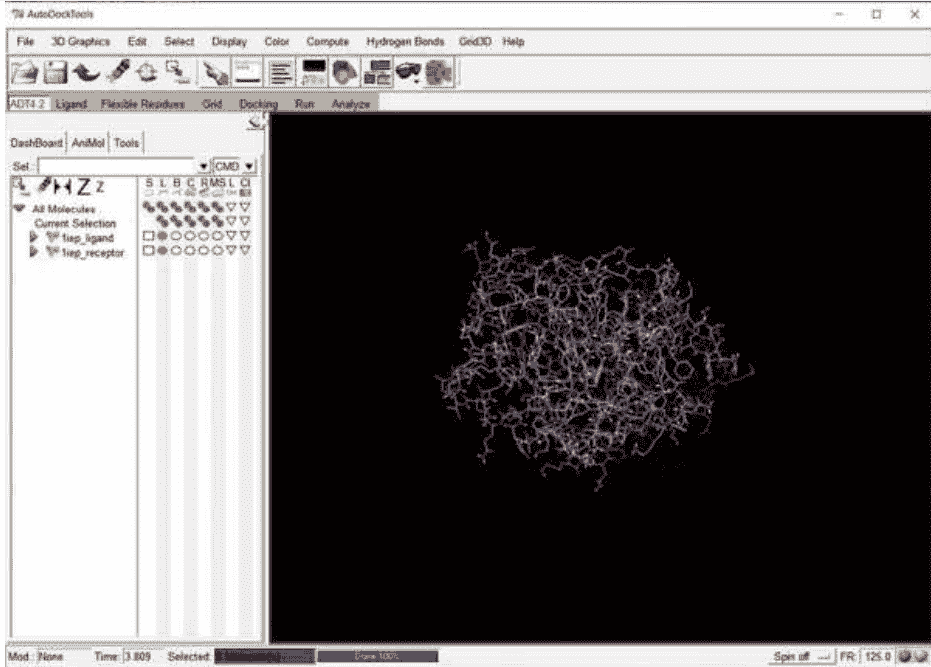 AutoDockTools
File 3D Graphics Edit Select Display Color Compute Hydrogen Bonds Grid3D Help
ADT4.2 Ligand Flexible Residues Grid Docking Run Analyze
DashBoard AniMol Tools
Sel.: CMD
S L B C R MS L Cl
All Molecules
Current Selection
1iep_ligand
1iep_receptor
Mod.: None Time: 3.809 Selected: Done 100% Spin off FR: 125.0